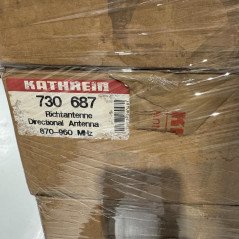 KATHREIN
730 687
Richtantenne
Directional Antenna
870-960 MHz